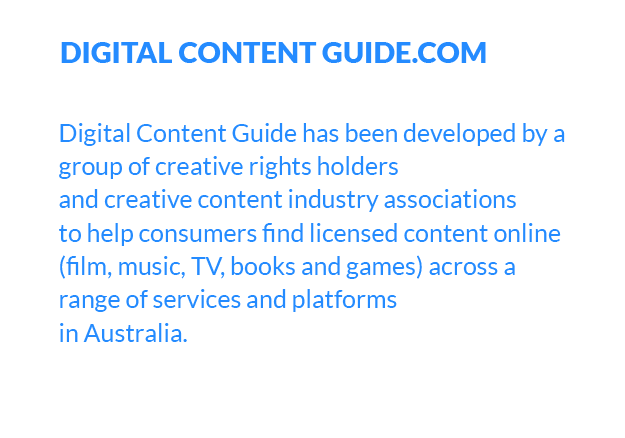 DIGITAL CONTENT GUIDE.COM
Digital Content Guide has been developed by a
group of creative rights holders
and creative content industry associations
to help consumers find licensed content online
(film, music, TV, books and games) across a
range of services and platforms
in Australia.